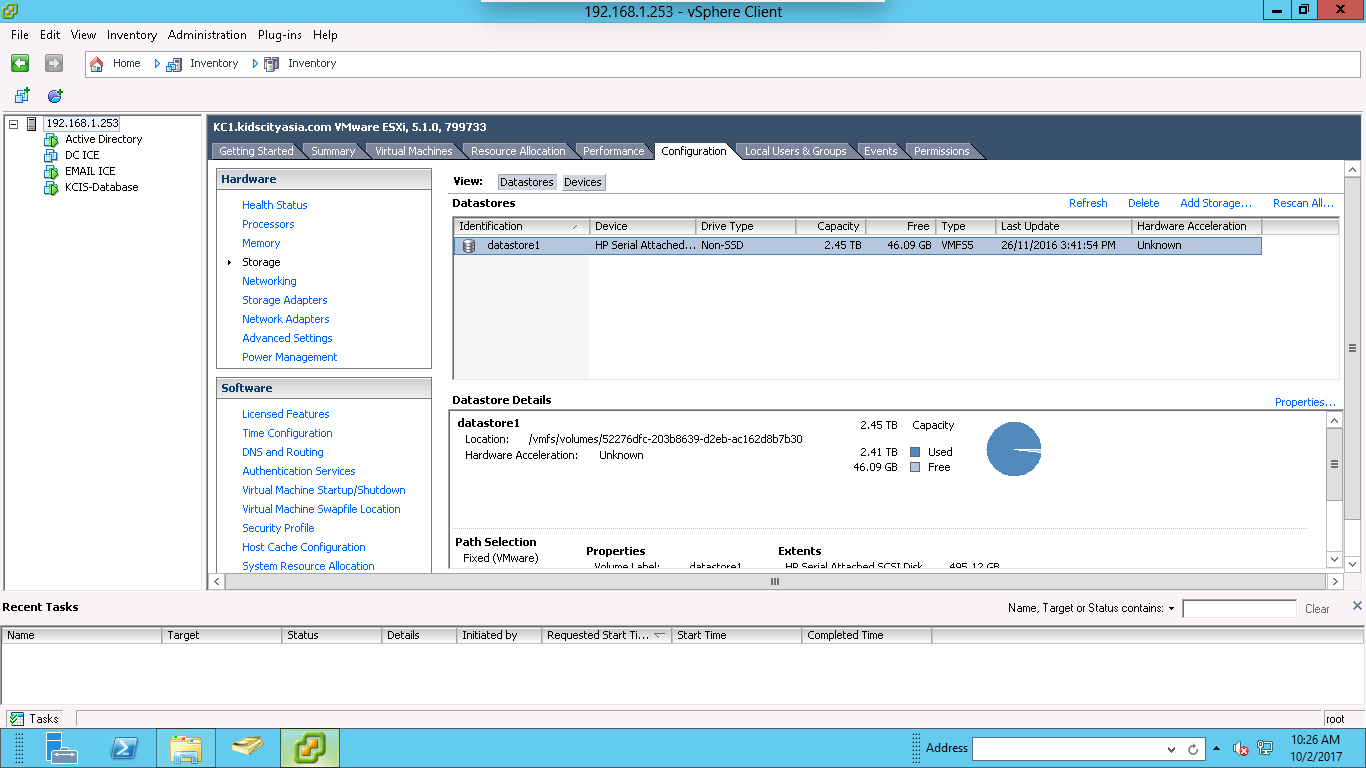 192.168.1.253 - vSphere Client
File Edit View Inventory Administration Plug-ins Help
Home Inventory Inventory
192.168.1.253
Active Directory
DC ICE
EMAIL ICE
KCIS-Database
KC1.kidscityasia.com VMware ESXi, 5.1.0, 799733
Getting Started Summary Virtual Machines Resource Allocation Performance Configuration Local Users & Groups Events Permissions
Hardware
Health Status
Processors
Memory
Storage
Networking
Storage Adapters
Network Adapters
Advanced Settings
Power Management
Software
Licensed Features
Time Configuration
DNS and Routing
Authentication Services
Virtual Machine Startup/Shutdown
Virtual Machine Swapfile Location
Security Profile
Host Cache Configuration
System Resource Allocation
View: Datastores Devices
Datastores Refresh Delete Add Storage... Rescan All...
Identification Device Drive Type Capacity Free Type Last Update Hardware Acceleration
datastore1 HP Serial Attached... Non-SSD 2.45 TB 46.09 GB VMFS5 26/11/2016 3:41:54 PM Unknown
Datastore Details Properties...
datastore1 2.45 TB Capacity
Location: /vmfs/volumes/52276dfc-203b8639-d2eb-ac162d8b7b30
Hardware Acceleration: Unknown 2.41 TB Used
46.09 GB Free
Path Selection Properties Extents
Fixed (VMware)
Volume Label: datastore1 HP Serial Attached SCSI Disk 495.12 GB
Recent Tasks Name, Target or Status contains: Clear
Name Target Status Details Initiated by Requested Start Ti... Start Time Completed Time
Tasks root
Address 10:26 AM
10/2/2017